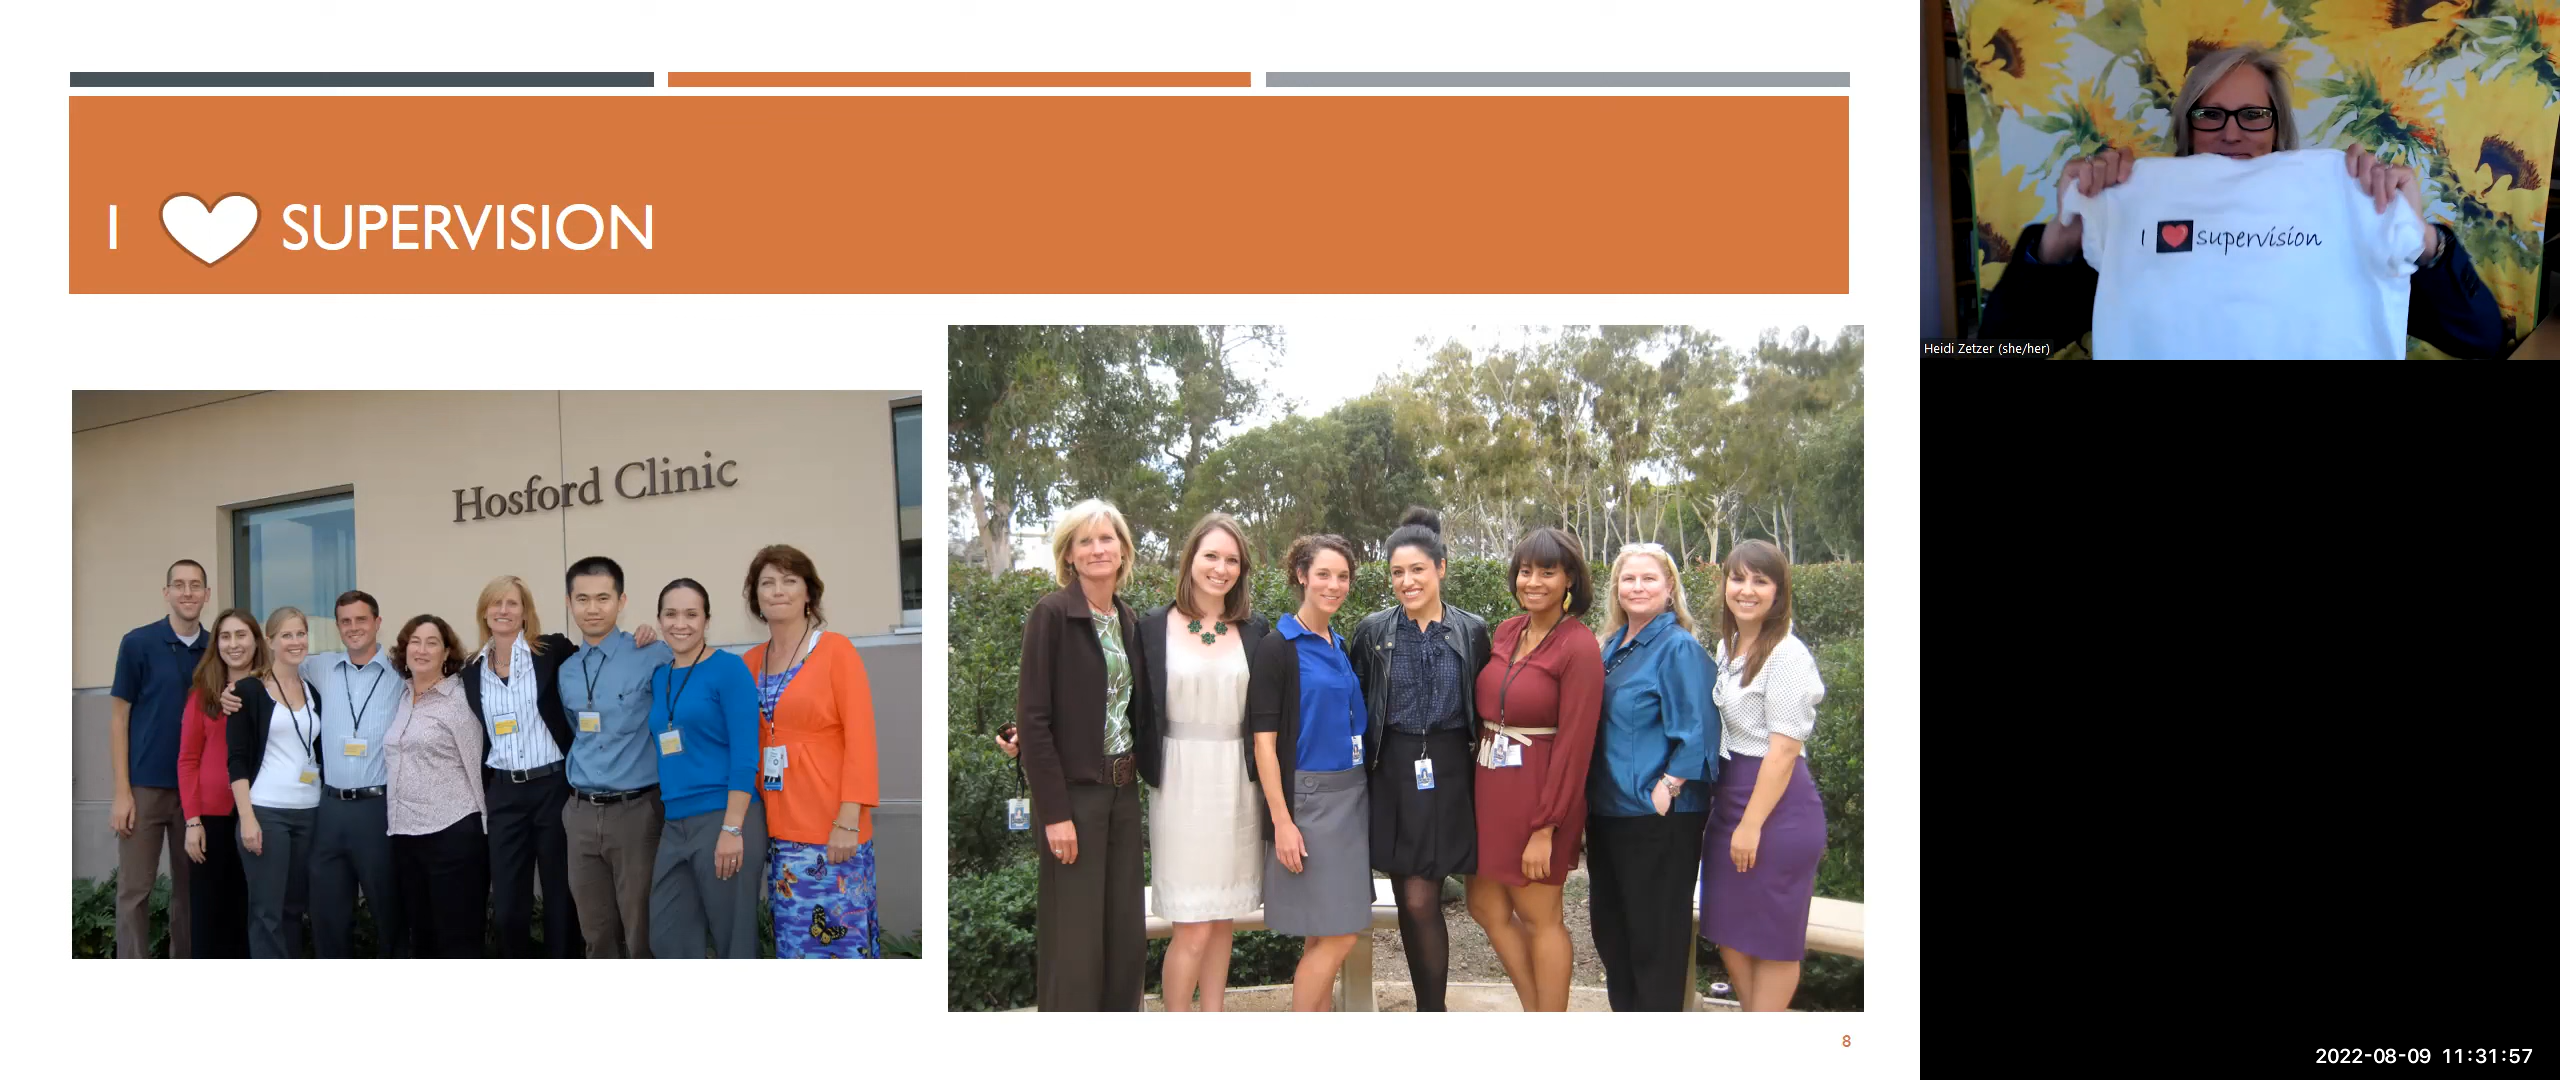 I SUPERVISION
Hosford Clinic
8
I supervision
Heidi Zetzer (she/her)
2022-08-09 11:31:57